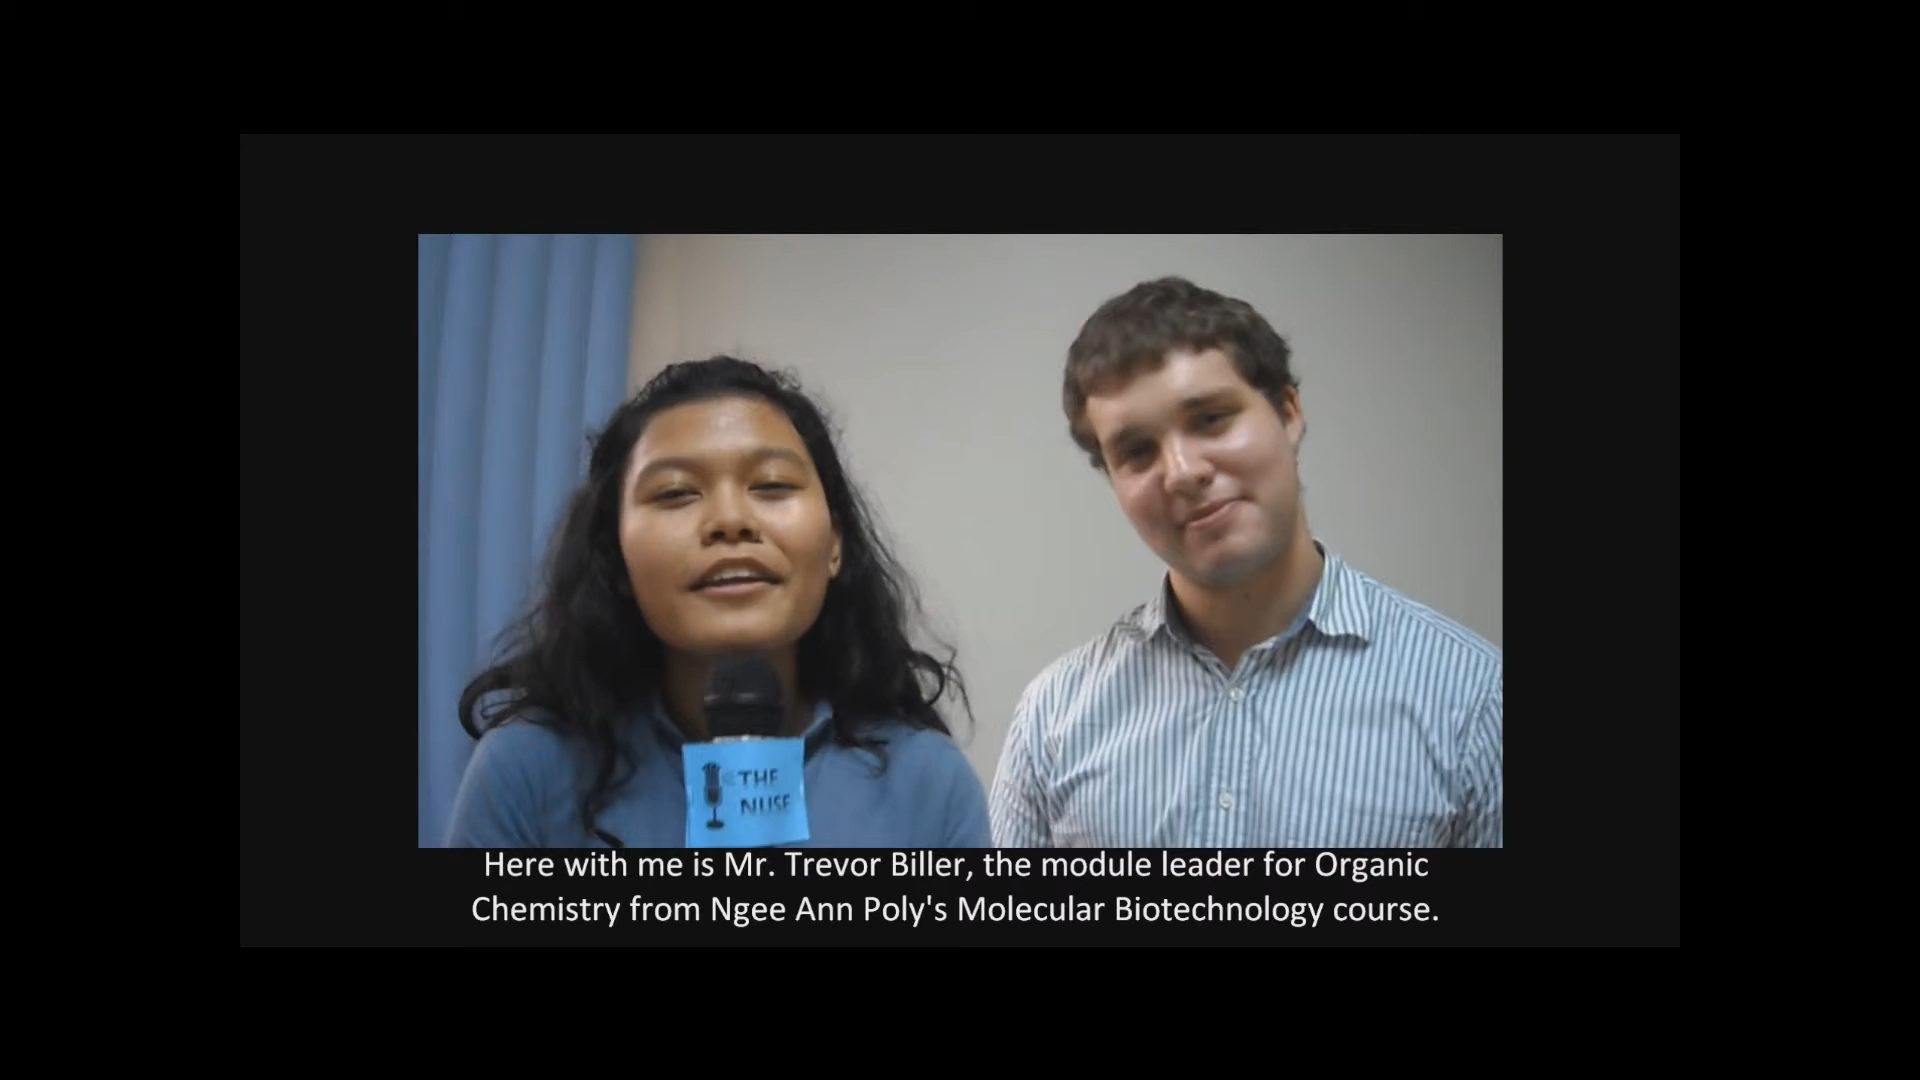 THE
NUSE
Here with me is Mr. Trevor Biller, the module leader for Organic
Chemistry from Ngee Ann Poly's Molecular Biotechnology course.